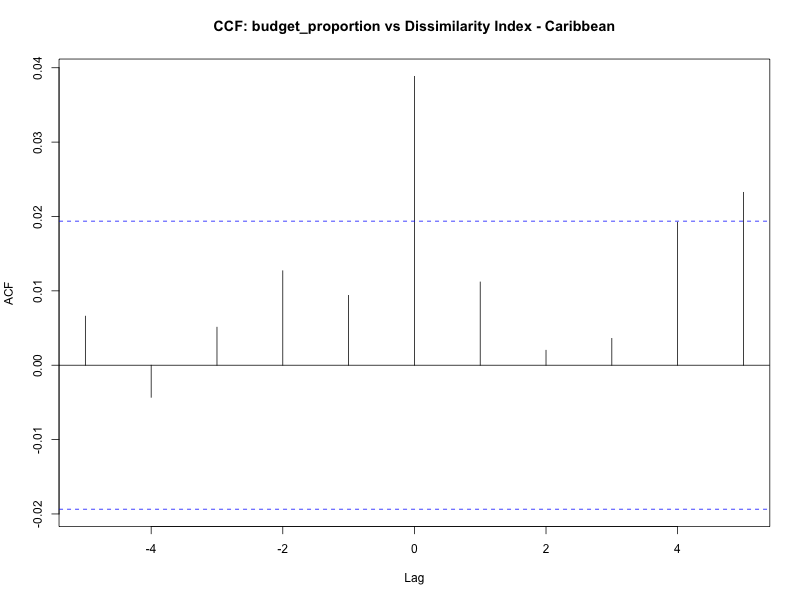 CCF: budget_proportion vs Dissimilarity Index - Caribbean
ACF
0.04
0.03
0.02
0.01
0.00
-0.01
-0.02
-4 -2 0 2 4
Lag